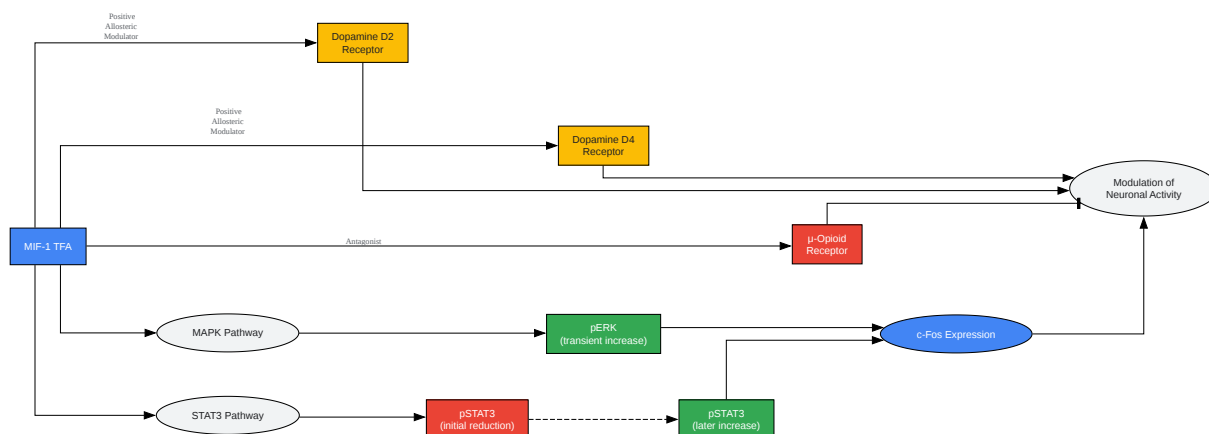 Positive
Allosteric
Modulator
Dopamine D2
Receptor
Positive
Allosteric
Modulator
Dopamine D4
Receptor
Modulation of
Neuronal Activity
MIF-1 TFA
Antagonist
μ-Opioid
Receptor
MAPK Pathway
pERK
(transient increase)
c-Fos Expression
STAT3 Pathway
pSTAT3
(initial reduction)
pSTAT3
(later increase)